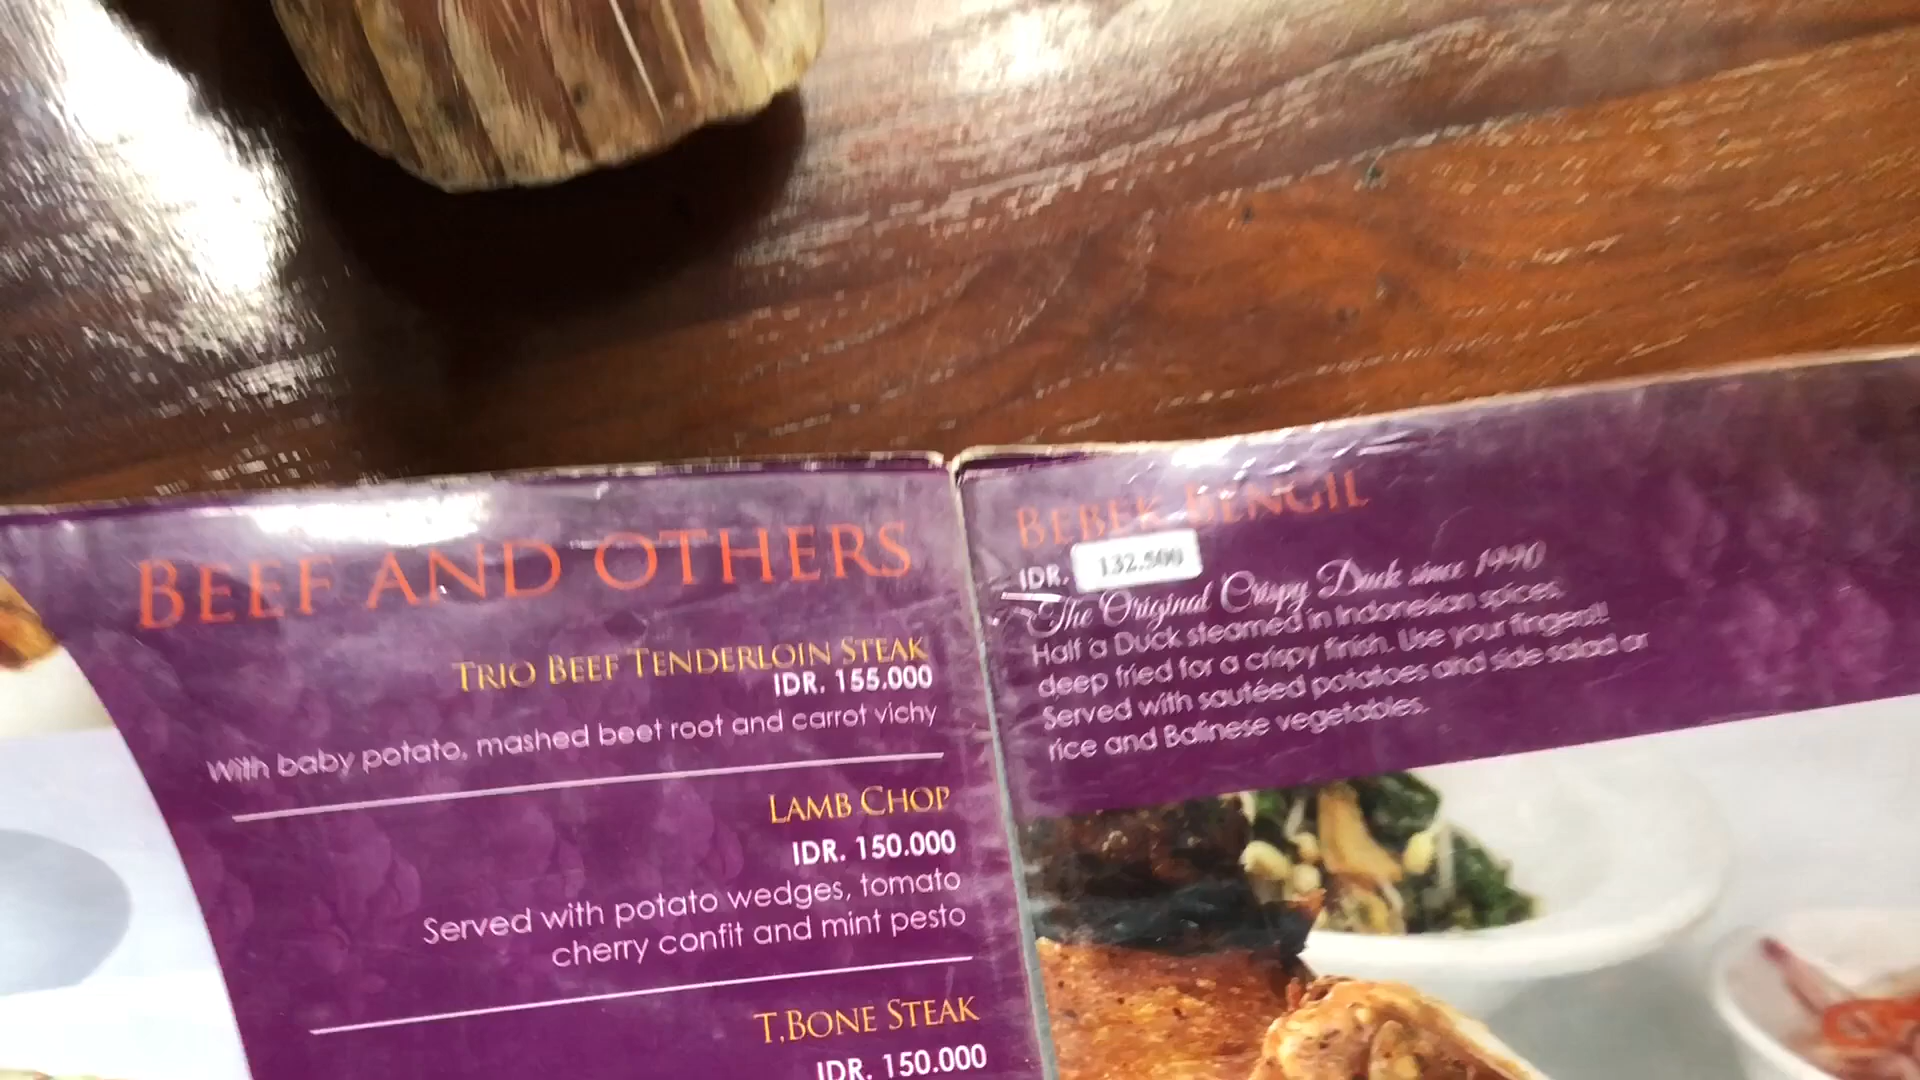 BEEF AND OTHERS
TRIO BEEF TENDERLOIN STEAK
IDR. 155.000
With baby potato, mashed beet root and carrot vichy
LAMB CHOP
IDR. 150.000
Served with potato wedges, tomato
cherry confit and mint pesto
T.BONE STEAK
IDR. 150.000
BEBEK BENGIL
IDR. 132.500
The Original Crispy Duck since 1990
Half a Duck steamed in Indonesian spices,
deep fried for a crispy finish. Use your fingers!!
Served with sautéed potatoes and side salad or
rice and Balinese vegetables.